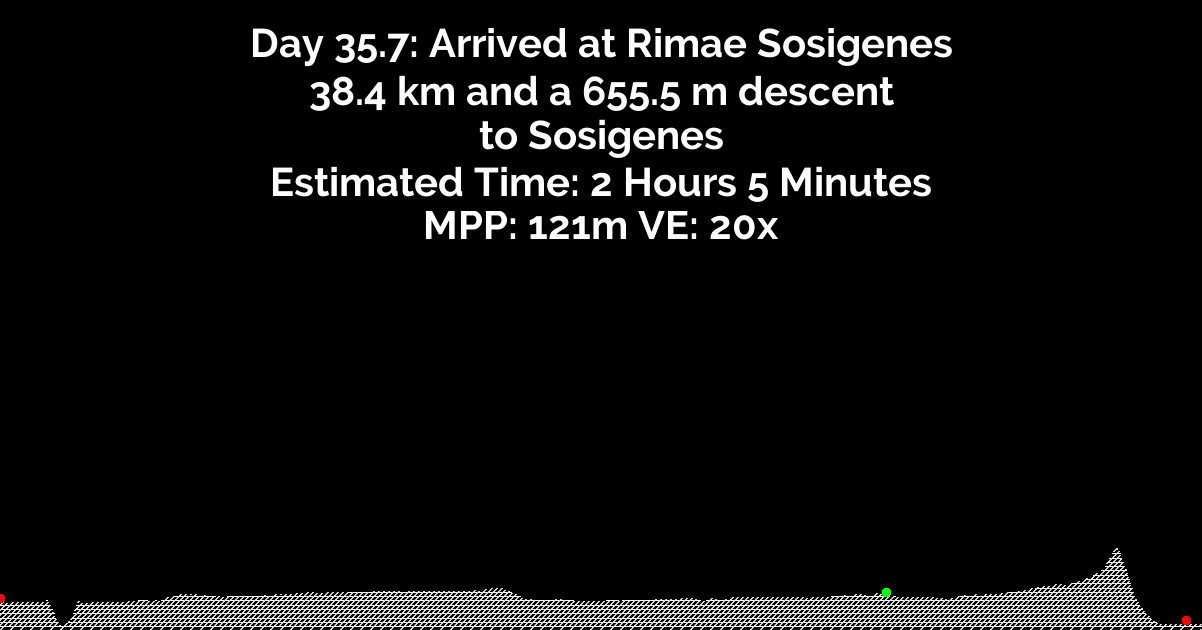 Day 35.7: Arrived at Rimae Sosigenes
38.4 km and a 655.5 m descent
to Sosigenes
Estimated Time: 2 Hours 5 Minutes
MPP: 121m VE: 20x